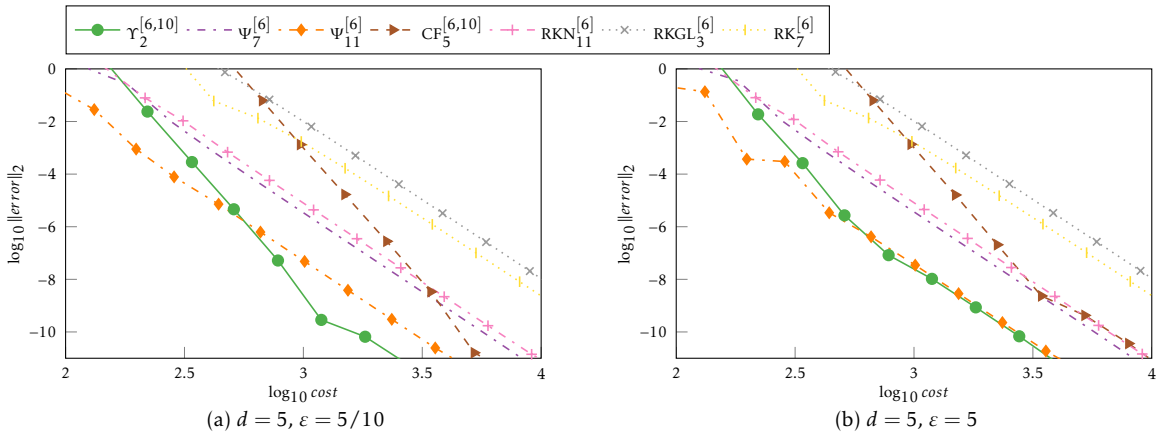 ϒ₂^[6,10] Ψ₇^[6] Ψ₁₁^[6] CF₅^[6,10] RKN₁₁^[6] RKGL₃^[6] RK₇^[6]
0
−2
−4
−6
−8
−10
log₁₀ ‖error‖₂
2 2.5 3 3.5 4
log₁₀ cost
(a) d = 5, ε = 5/10
0
−2
−4
−6
−8
−10
log₁₀ ‖error‖₂
2 2.5 3 3.5 4
log₁₀ cost
(b) d = 5, ε = 5